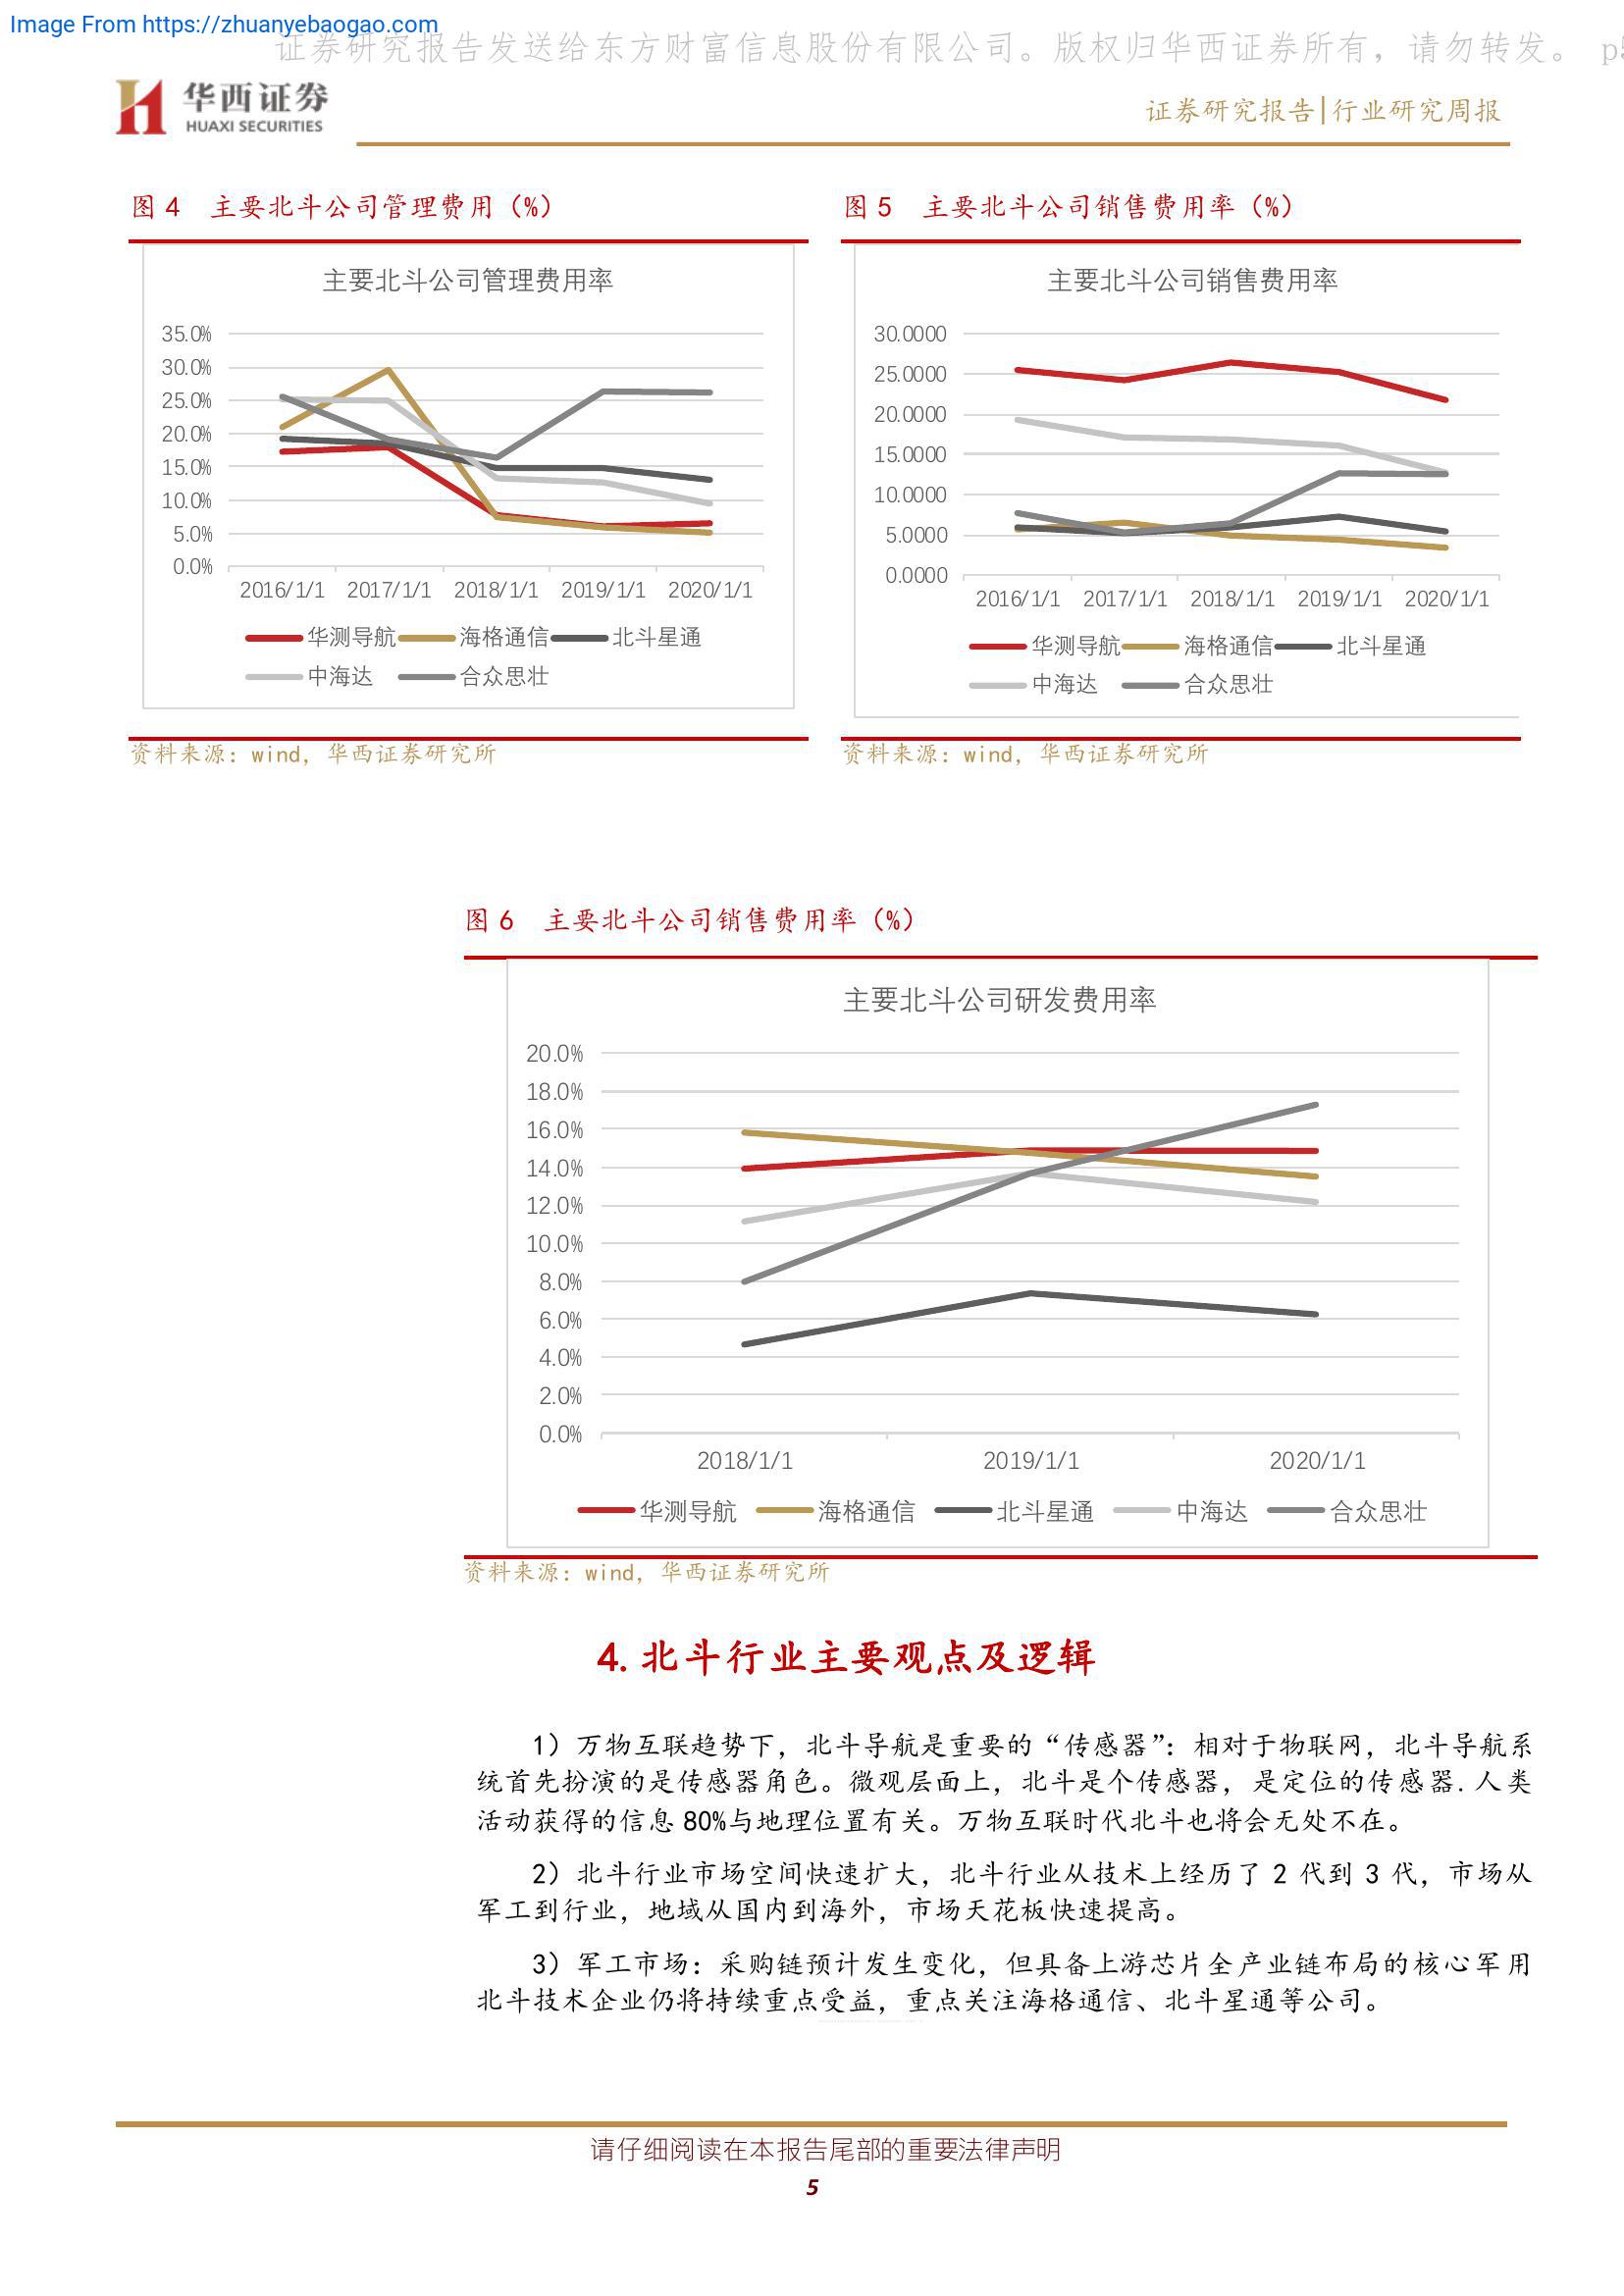 Image From https://zhuanyebaogao.com
证券研究报告发送给东方财富信息股份有限公司。版权归华西证券所有，请勿转发。 p5
华西证券
HUAXI SECURITIES
证券研究报告|行业研究周报
图 4 主要北斗公司管理费用（%）
主要北斗公司管理费用率
35.0%
30.0%
25.0%
20.0%
15.0%
10.0%
5.0%
0.0%
2016/1/1 2017/1/1 2018/1/1 2019/1/1 2020/1/1
华测导航 海格通信 北斗星通
中海达 合众思壮
资料来源：wind，华西证券研究所
图 5 主要北斗公司销售费用率（%）
主要北斗公司销售费用率
30.0000
25.0000
20.0000
15.0000
10.0000
5.0000
0.0000
2016/1/1 2017/1/1 2018/1/1 2019/1/1 2020/1/1
华测导航 海格通信 北斗星通
中海达 合众思壮
资料来源：wind，华西证券研究所
图 6 主要北斗公司销售费用率（%）
主要北斗公司研发费用率
20.0%
18.0%
16.0%
14.0%
12.0%
10.0%
8.0%
6.0%
4.0%
2.0%
0.0%
2018/1/1 2019/1/1 2020/1/1
华测导航 海格通信 北斗星通 中海达 合众思壮
资料来源：wind，华西证券研究所
4. 北斗行业主要观点及逻辑
1）万物互联趋势下，北斗导航是重要的“传感器”：相对于物联网，北斗导航系
统首先扮演的是传感器角色。微观层面上，北斗是个传感器，是定位的传感器.人类
活动获得的信息 80%与地理位置有关。万物互联时代北斗也将会无处不在。
2）北斗行业市场空间快速扩大，北斗行业从技术上经历了 2 代到 3 代，市场从
军工到行业，地域从国内到海外，市场天花板快速提高。
3）军工市场：采购链预计发生变化，但具备上游芯片全产业链布局的核心军用
北斗技术企业仍将持续重点受益，重点关注海格通信、北斗星通等公司。
请仔细阅读在本报告尾部的重要法律声明
5